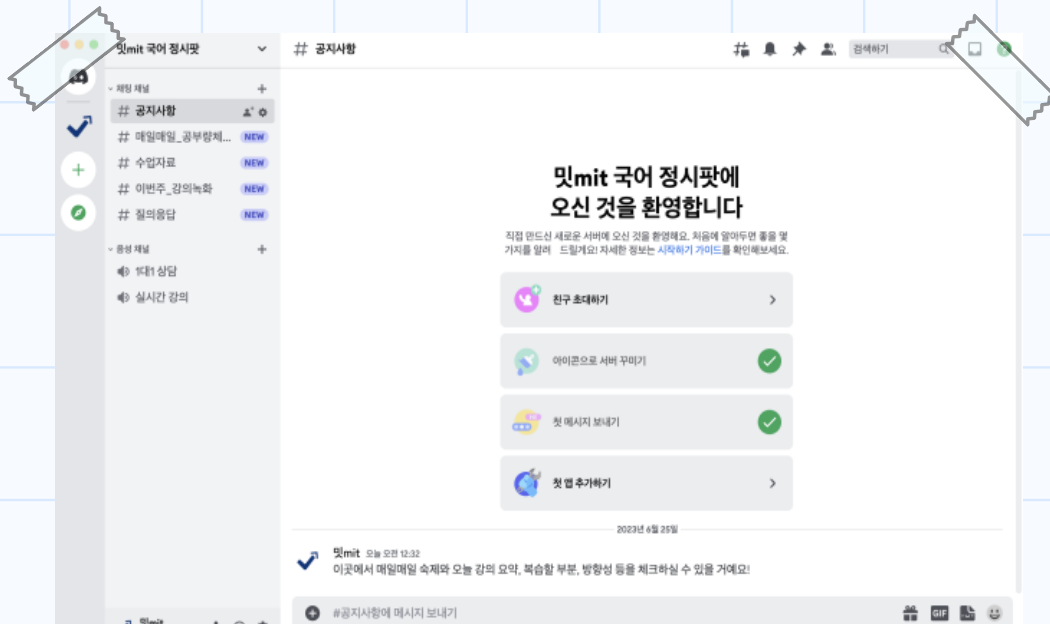 밋mit 국어 정시팟
# 공지사항
검색하기
채팅 채널
# 공지사항
# 매일매일_공부량체... NEW
# 수업자료 NEW
# 이번주_강의녹화 NEW
# 질의응답 NEW
음성 채널
1대1 상담
실시간 강의
밋mit 국어 정시팟에
오신 것을 환영합니다
직접 만드신 새로운 서버에 오신 것을 환영해요. 처음에 알아두면 좋을 몇
가지를 알려 드릴게요! 자세한 정보는 시작하기 가이드를 확인해보세요.
친구 초대하기
아이콘으로 서버 꾸미기
첫 메시지 보내기
첫 앱 추가하기
2023년 6월 25일
밋mit 오늘 오전 12:32
이곳에서 매일매일 숙제와 오늘 강의 요약, 복습할 부분, 방향성 등을 체크하실 수 있을 거예요!
#공지사항에 메시지 보내기
GIF
밋mit